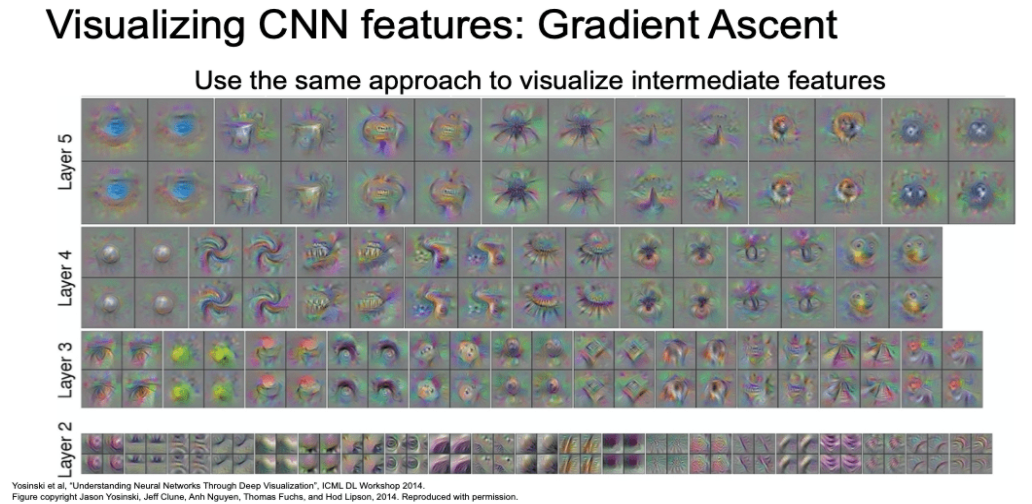 Visualizing CNN features: Gradient Ascent
Use the same approach to visualize intermediate features
Layer 5
Layer 4
Layer 3
Layer 2
Yosinski et al, "Understanding Neural Networks Through Deep Visualization", ICML DL Workshop 2014.
Figure copyright Jason Yosinski, Jeff Clune, Anh Nguyen, Thomas Fuchs, and Hod Lipson, 2014. Reproduced with permission.